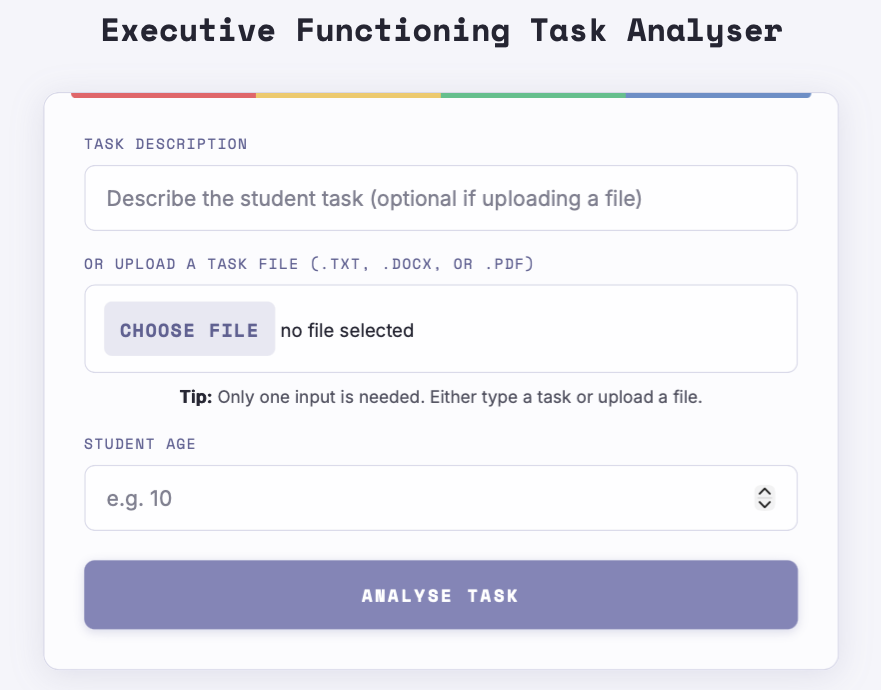 Executive Functioning Task Analyser
TASK DESCRIPTION
Describe the student task (optional if uploading a file)
OR UPLOAD A TASK FILE (.TXT, .DOCX, OR .PDF)
CHOOSE FILE no file selected
Tip: Only one input is needed. Either type a task or upload a file.
STUDENT AGE
e.g. 10
ANALYSE TASK